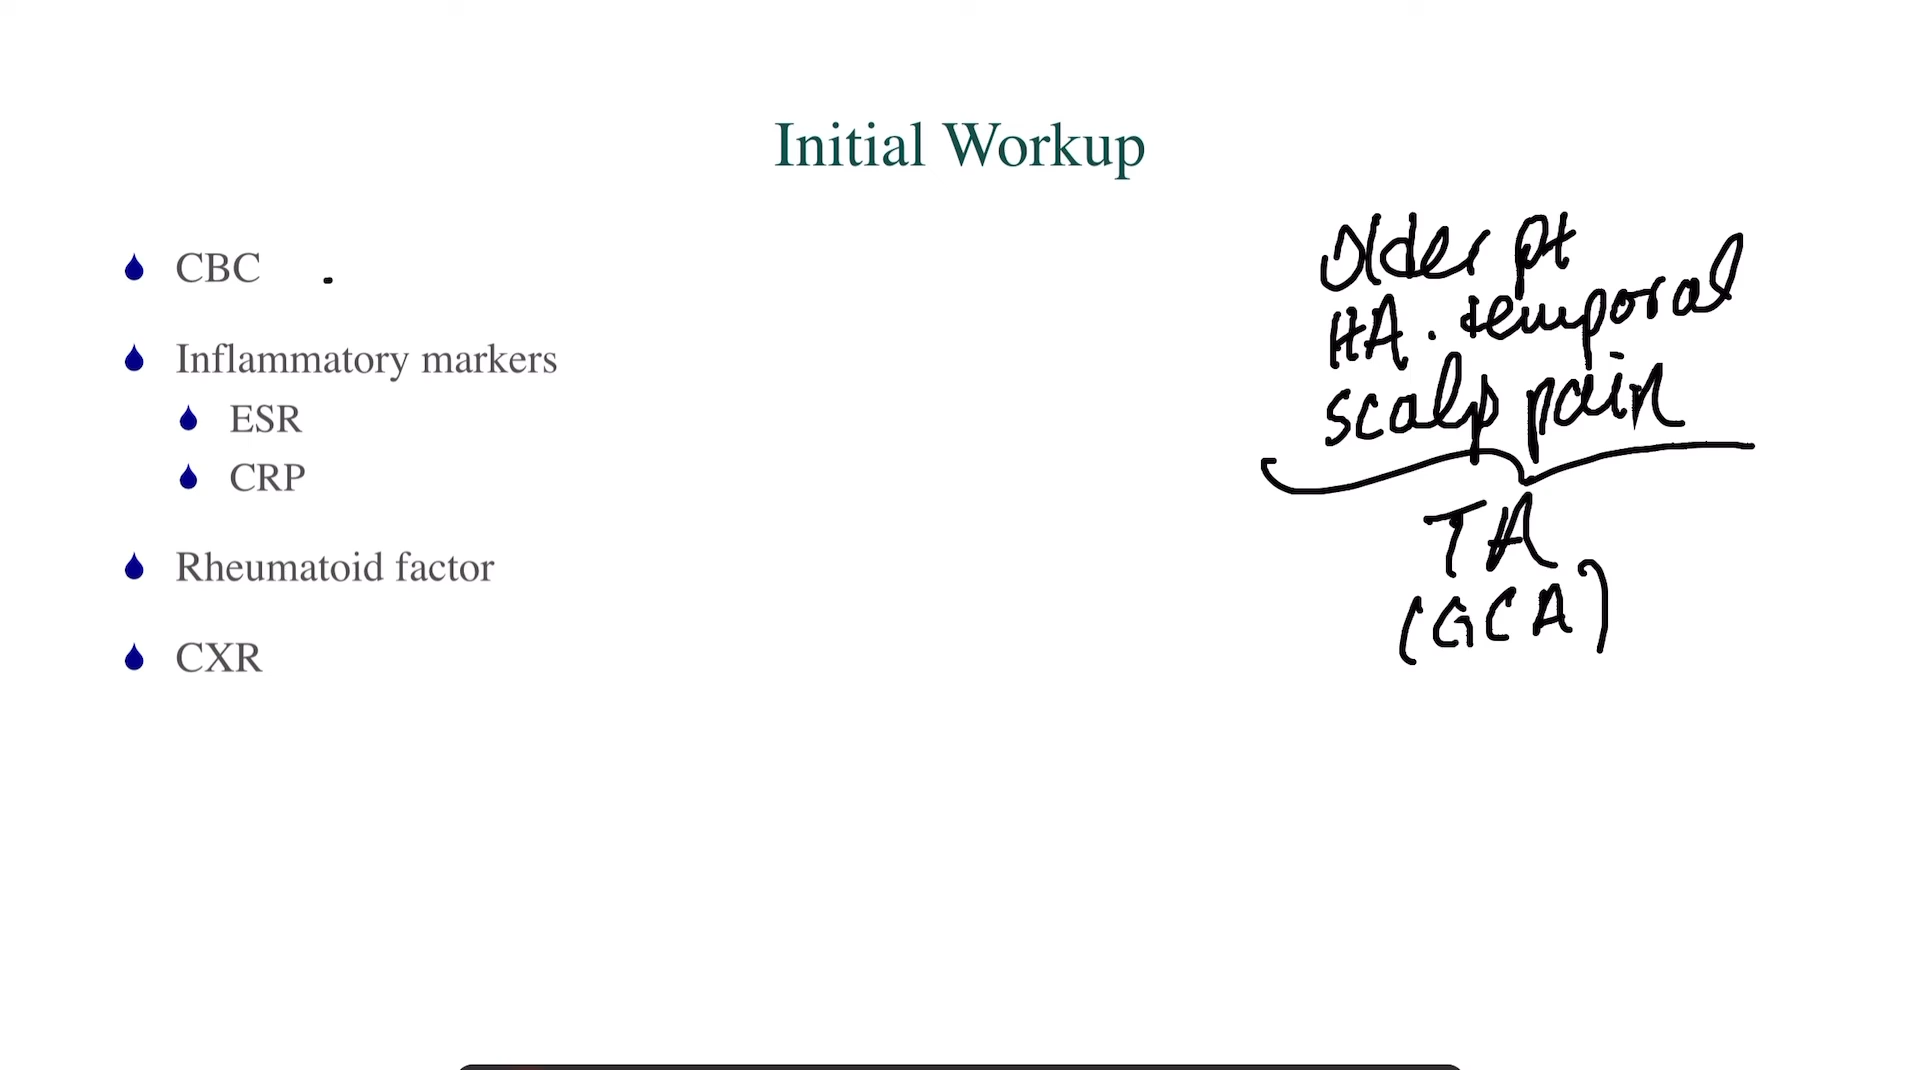 Initial Workup
CBC
Inflammatory markers
ESR
CRP
Rheumatoid factor
CXR
Older pt
HA. temporal
scalp pain
TA
(GCA)